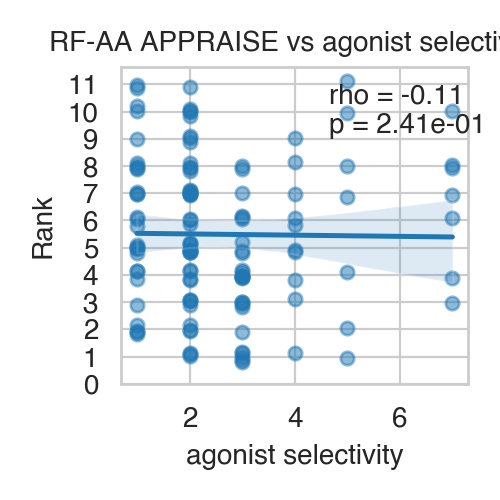 RF-AA APPRAISE vs agonist selectiv
rho = -0.11
p = 2.41e-01
11
10
9
8
7
6
5
4
3
2
1
0
Rank
2 4 6
agonist selectivity